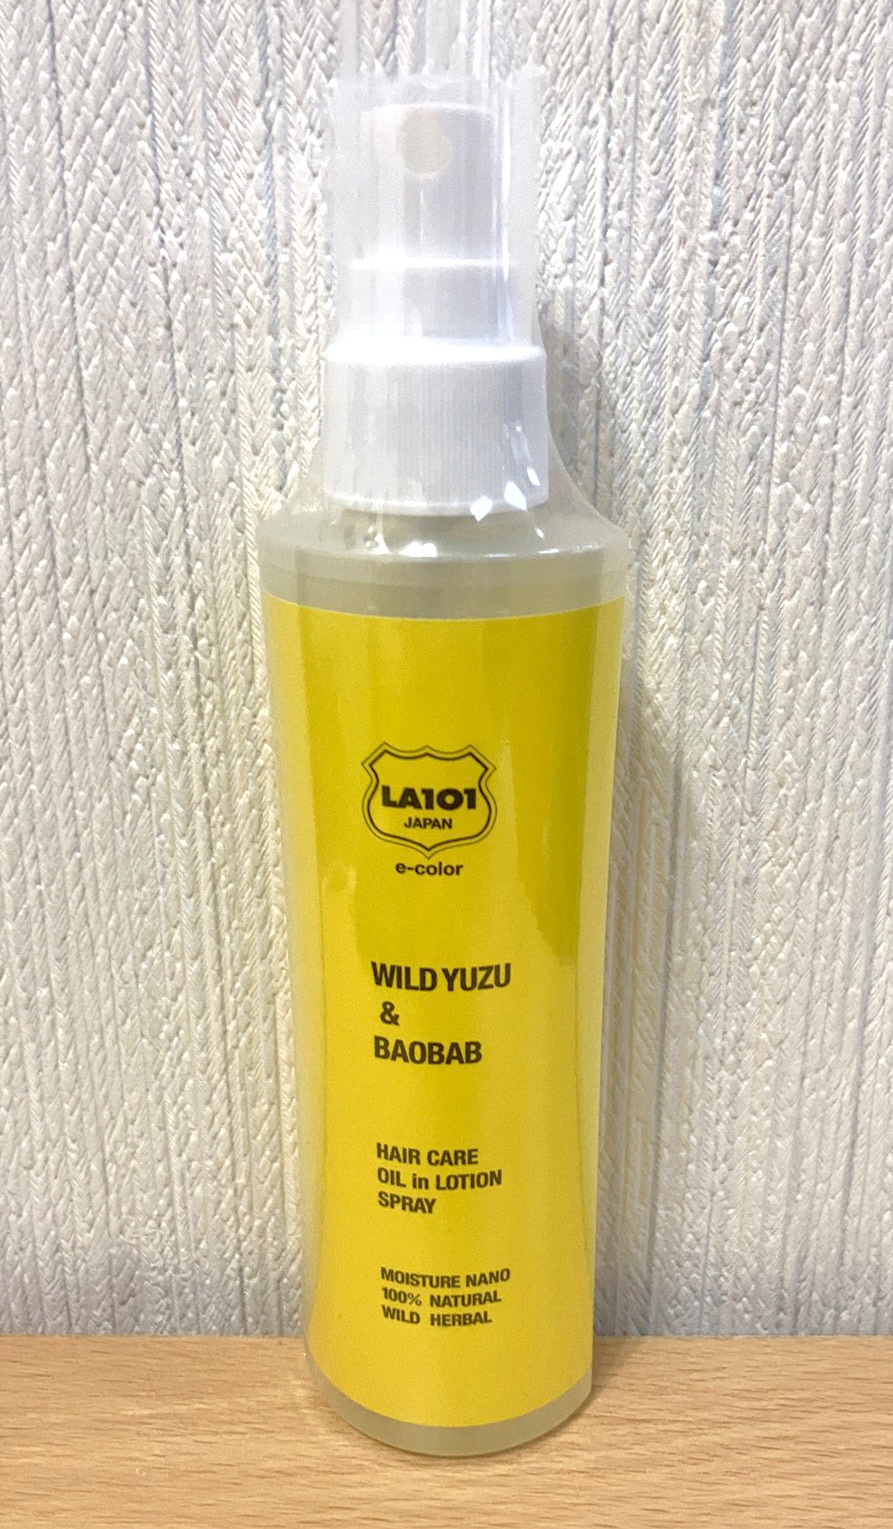 LA101
JAPAN
e-color
WILD YUZU
&
BAOBAB
HAIR CARE
OIL in LOTION
SPRAY
MOISTURE NANO
100% NATURAL
WILD HERBAL